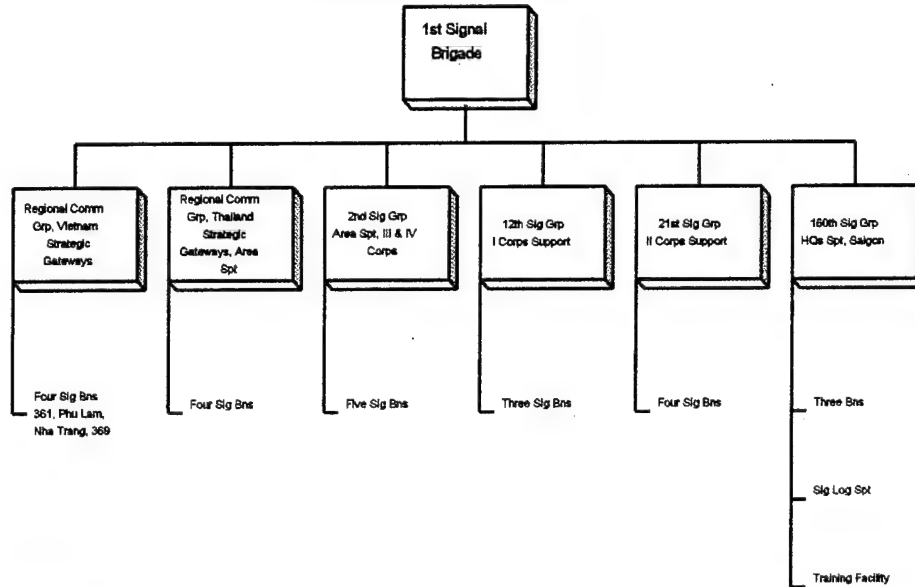 1st Signal
Brigade
Regional Comm
Grp, Vietnam
Strategic
Gateways
Regional Comm
Grp, Thailand
Strategic
Gateways, Area
Spt
2nd Sig Grp
Area Spt, III & IV
Corps
12th Sig Grp
I Corps Support
21st Sig Grp
II Corps Support
160th Sig Grp
HQs Spt, Saigon
Four Sig Bns
361, Phu Lam,
Nha Trang, 369
Four Sig Bns
Five Sig Bns
Three Sig Bns
Four Sig Bns
Three Bns
Sig Log Spt
Training Facility